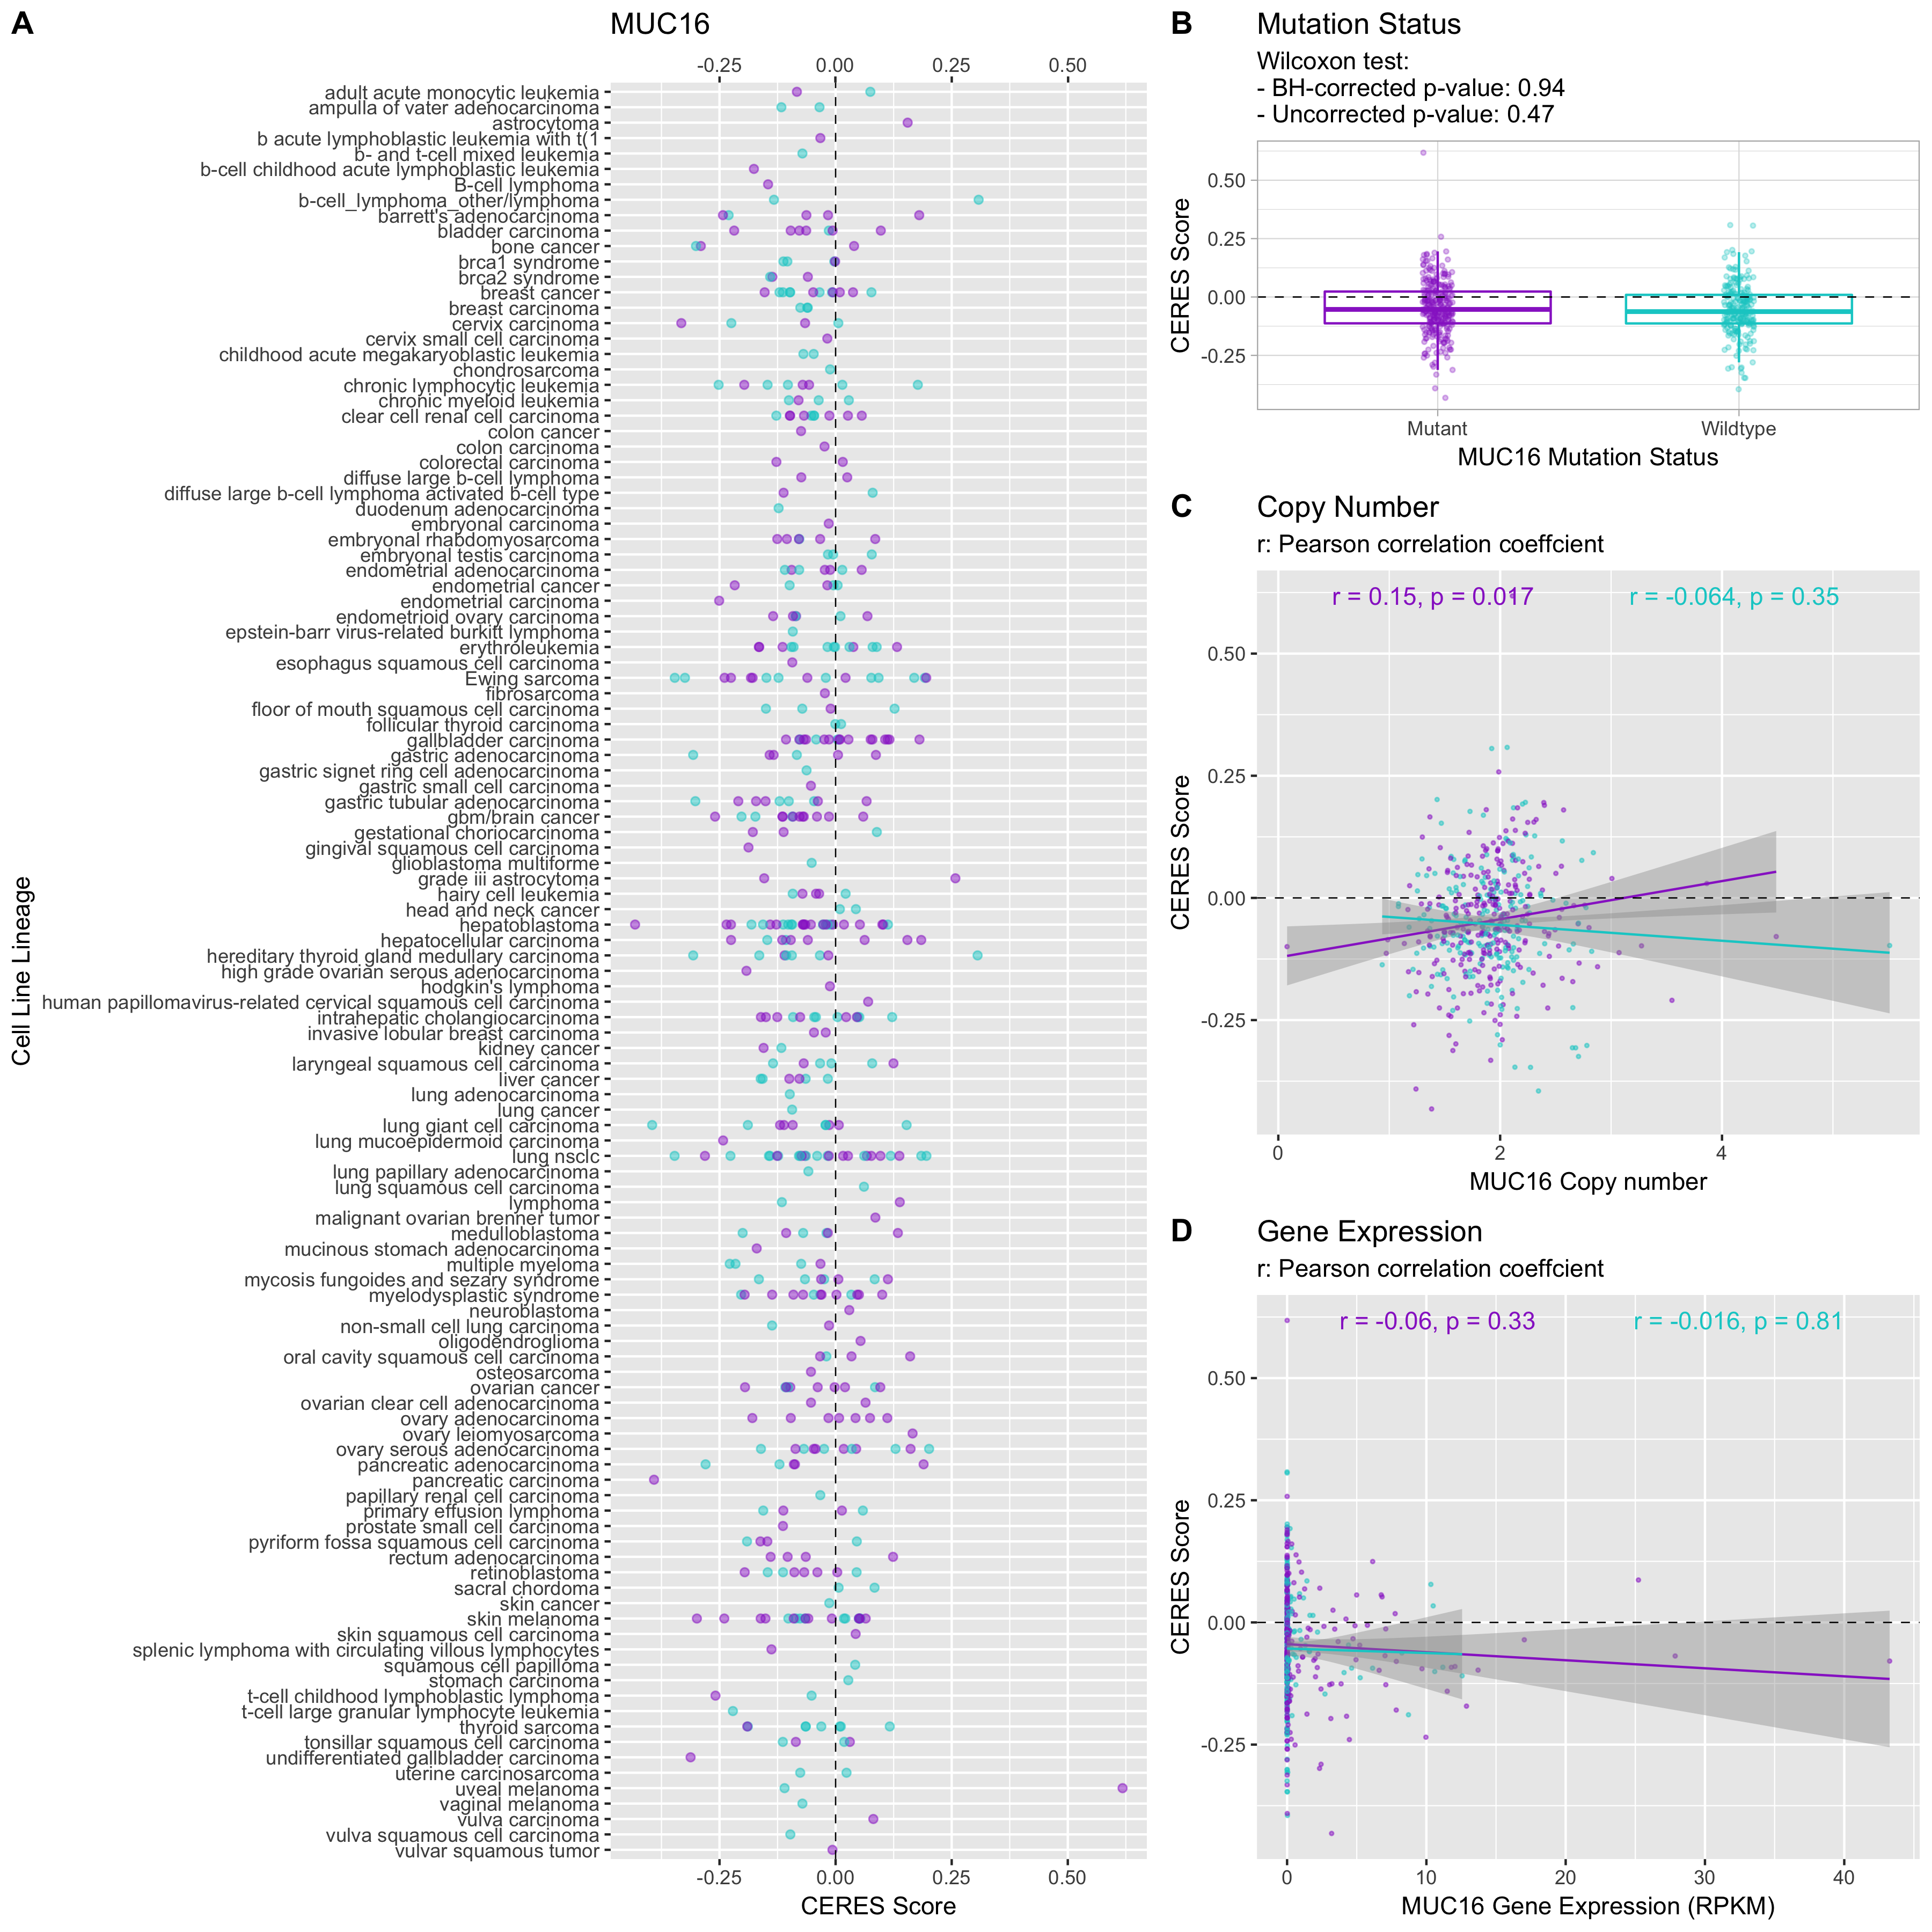 A
MUC16
-0.25 0.00 0.25 0.50
Cell Line Lineage
adult acute monocytic leukemia
ampulla of vater adenocarcinoma
astrocytoma
b acute lymphoblastic leukemia with t(1
b- and t-cell mixed leukemia
b-cell childhood acute lymphoblastic leukemia
B-cell lymphoma
b-cell_lymphoma_other/lymphoma
barrett's adenocarcinoma
bladder carcinoma
bone cancer
brca1 syndrome
brca2 syndrome
breast cancer
breast carcinoma
cervix carcinoma
cervix small cell carcinoma
childhood acute megakaryoblastic leukemia
chondrosarcoma
chronic lymphocytic leukemia
chronic myeloid leukemia
clear cell renal cell carcinoma
colon cancer
colon carcinoma
colorectal carcinoma
diffuse large b-cell lymphoma
diffuse large b-cell lymphoma activated b-cell type
duodenum adenocarcinoma
embryonal carcinoma
embryonal rhabdomyosarcoma
embryonal testis carcinoma
endometrial adenocarcinoma
endometrial cancer
endometrial carcinoma
endometrioid ovary carcinoma
epstein-barr virus-related burkitt lymphoma
erythroleukemia
esophagus squamous cell carcinoma
Ewing sarcoma
fibrosarcoma
floor of mouth squamous cell carcinoma
follicular thyroid carcinoma
gallbladder carcinoma
gastric adenocarcinoma
gastric signet ring cell adenocarcinoma
gastric small cell carcinoma
gastric tubular adenocarcinoma
gbm/brain cancer
gestational choriocarcinoma
gingival squamous cell carcinoma
glioblastoma multiforme
grade iii astrocytoma
hairy cell leukemia
head and neck cancer
hepatoblastoma
hepatocellular carcinoma
hereditary thyroid gland medullary carcinoma
high grade ovarian serous adenocarcinoma
hodgkin's lymphoma
human papillomavirus-related cervical squamous cell carcinoma
intrahepatic cholangiocarcinoma
invasive lobular breast carcinoma
kidney cancer
laryngeal squamous cell carcinoma
liver cancer
lung adenocarcinoma
lung cancer
lung giant cell carcinoma
lung mucoepidermoid carcinoma
lung nsclc
lung papillary adenocarcinoma
lung squamous cell carcinoma
lymphoma
malignant ovarian brenner tumor
medulloblastoma
mucinous stomach adenocarcinoma
multiple myeloma
mycosis fungoides and sezary syndrome
myelodysplastic syndrome
neuroblastoma
non-small cell lung carcinoma
oligodendroglioma
oral cavity squamous cell carcinoma
osteosarcoma
ovarian cancer
ovarian clear cell adenocarcinoma
ovary adenocarcinoma
ovary leiomyosarcoma
ovary serous adenocarcinoma
pancreatic adenocarcinoma
pancreatic carcinoma
papillary renal cell carcinoma
primary effusion lymphoma
prostate small cell carcinoma
pyriform fossa squamous cell carcinoma
rectum adenocarcinoma
retinoblastoma
sacral chordoma
skin cancer
skin melanoma
skin squamous cell carcinoma
splenic lymphoma with circulating villous lymphocytes
squamous cell papilloma
stomach carcinoma
t-cell childhood lymphoblastic lymphoma
t-cell large granular lymphocyte leukemia
thyroid sarcoma
tonsillar squamous cell carcinoma
undifferentiated gallbladder carcinoma
uterine carcinosarcoma
uveal melanoma
vaginal melanoma
vulva carcinoma
vulva squamous cell carcinoma
vulvar squamous tumor
-0.25 0.00 0.25 0.50
CERES Score
B
Mutation Status
Wilcoxon test:
- BH-corrected p-value: 0.94
- Uncorrected p-value: 0.47
CERES Score
0.50
0.25
0.00
-0.25
Mutant Wildtype
MUC16 Mutation Status
C
Copy Number
r: Pearson correlation coeffcient
r = 0.15, p = 0.017 r = -0.064, p = 0.35
CERES Score
0.50
0.25
0.00
-0.25
0 2 4
MUC16 Copy number
D
Gene Expression
r: Pearson correlation coeffcient
r = -0.06, p = 0.33 r = -0.016, p = 0.81
CERES Score
0.50
0.25
0.00
-0.25
0 10 20 30 40
MUC16 Gene Expression (RPKM)